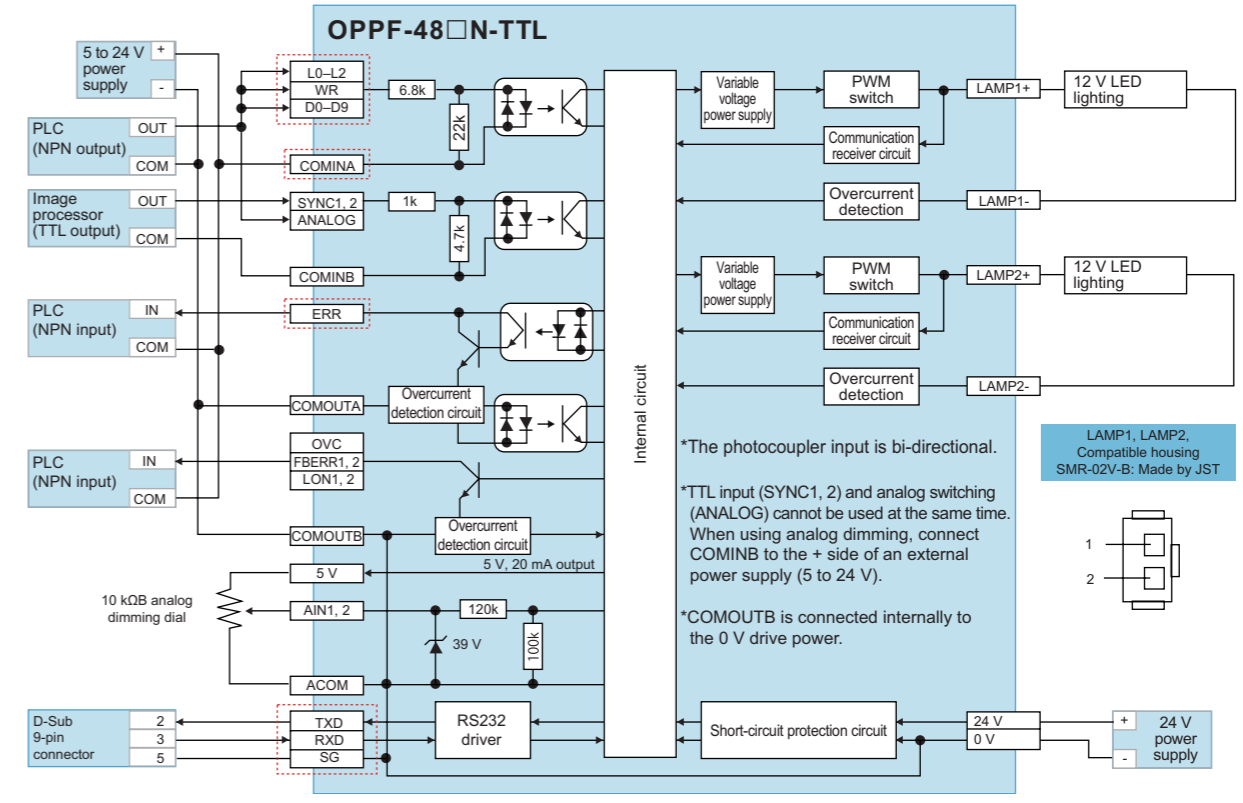 OPPF-48□N-TTL
5 to 24 V
power
supply
+
-
PLC
(NPN output)
OUT
COM
Image
processor
(TTL output)
OUT
COM
PLC
(NPN input)
IN
COM
PLC
(NPN input)
IN
COM
10 kΩB analog
dimming dial
D-Sub
9-pin
connector
2
3
5
L0–L2
WR
D0–D9
6.8k
22k
COMINA
SYNC1, 2
ANALOG
1k
4.7k
COMINB
ERR
COMOUTA
Overcurrent
detection circuit
OVC
FBERR1, 2
LON1, 2
COMOUTB
Overcurrent
detection circuit
5 V
5 V, 20 mA output
AIN1, 2
120k
39 V
100k
ACOM
TXD
RXD
SG
RS232
driver
Internal circuit
Variable
voltage
power supply
PWM
switch
LAMP1+
12 V LED
lighting
Communication
receiver circuit
Overcurrent
detection
LAMP1-
Variable
voltage
power supply
PWM
switch
LAMP2+
12 V LED
lighting
Communication
receiver circuit
Overcurrent
detection
LAMP2-
*The photocoupler input is bi-directional.
*TTL input (SYNC1, 2) and analog switching
(ANALOG) cannot be used at the same time.
When using analog dimming, connect
COMINB to the + side of an external
power supply (5 to 24 V).
*COMOUTB is connected internally to
the 0 V drive power.
LAMP1, LAMP2,
Compatible housing
SMR-02V-B: Made by JST
1
2
Short-circuit protection circuit
24 V
0 V
+
-
24 V
power
supply